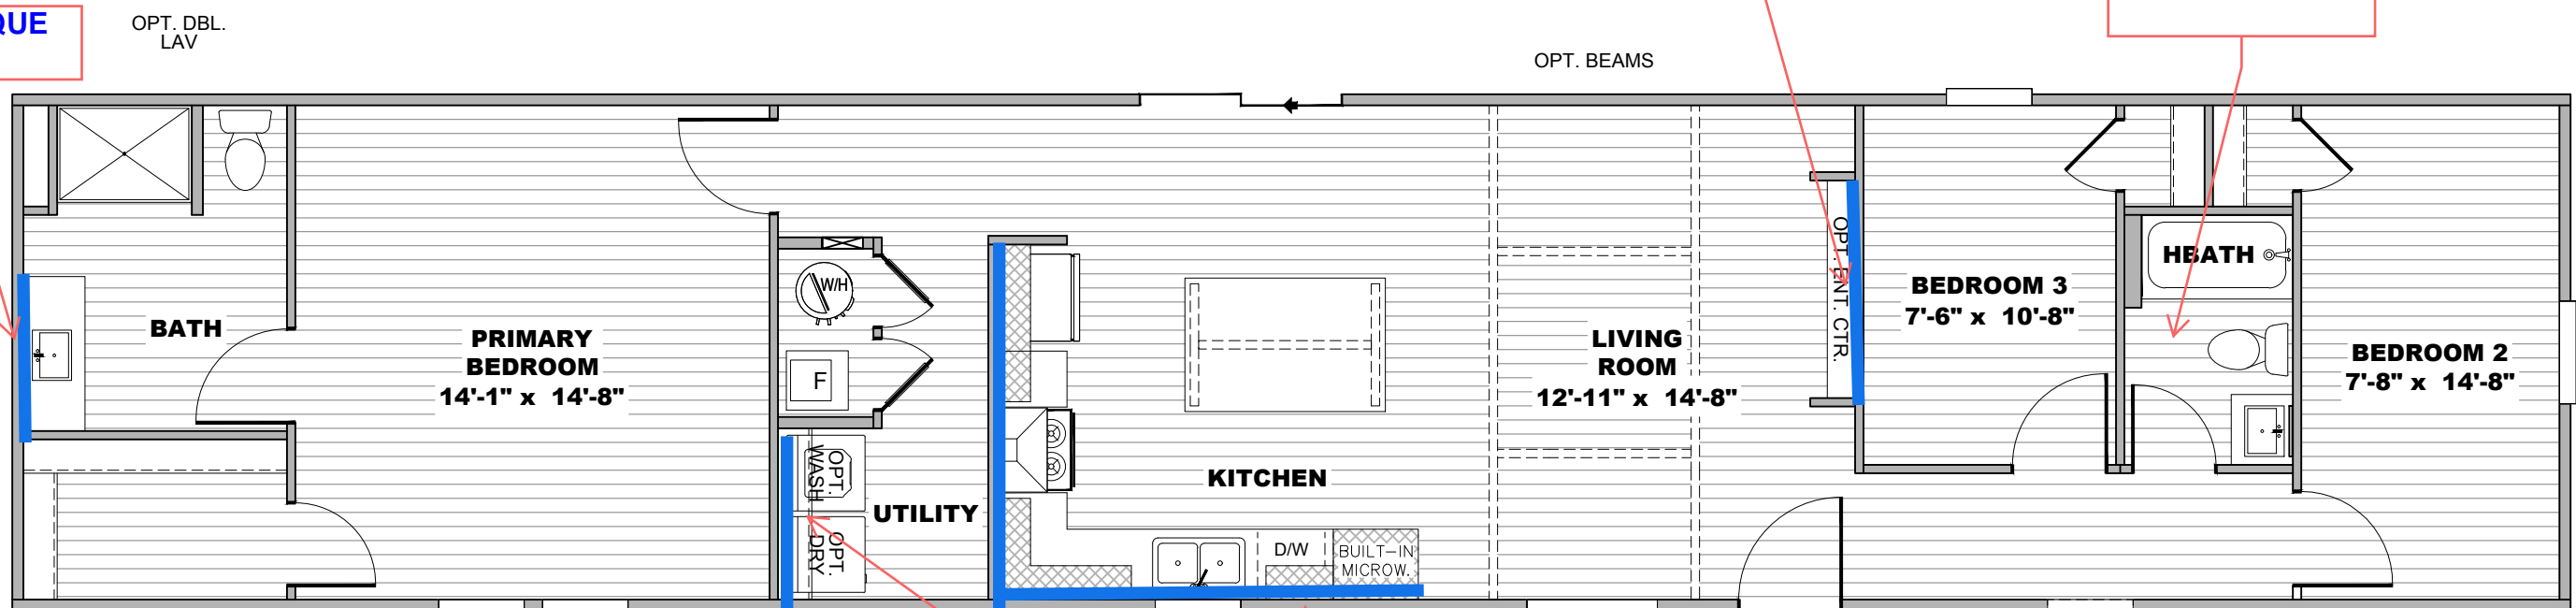 QUE
OPT. DBL.
LAV
OPT. BEAMS
BATH
PRIMARY
BEDROOM
14'-1" x 14'-8"
W/H
F
OPT.
WASH
OPT.
DRY
UTILITY
KITCHEN
D/W
BUILT-IN
MICROW.
LIVING
ROOM
12'-11" x 14'-8"
OPT. ENT. CTR.
BEDROOM 3
7'-6" x 10'-8"
HBATH
BEDROOM 2
7'-8" x 14'-8"